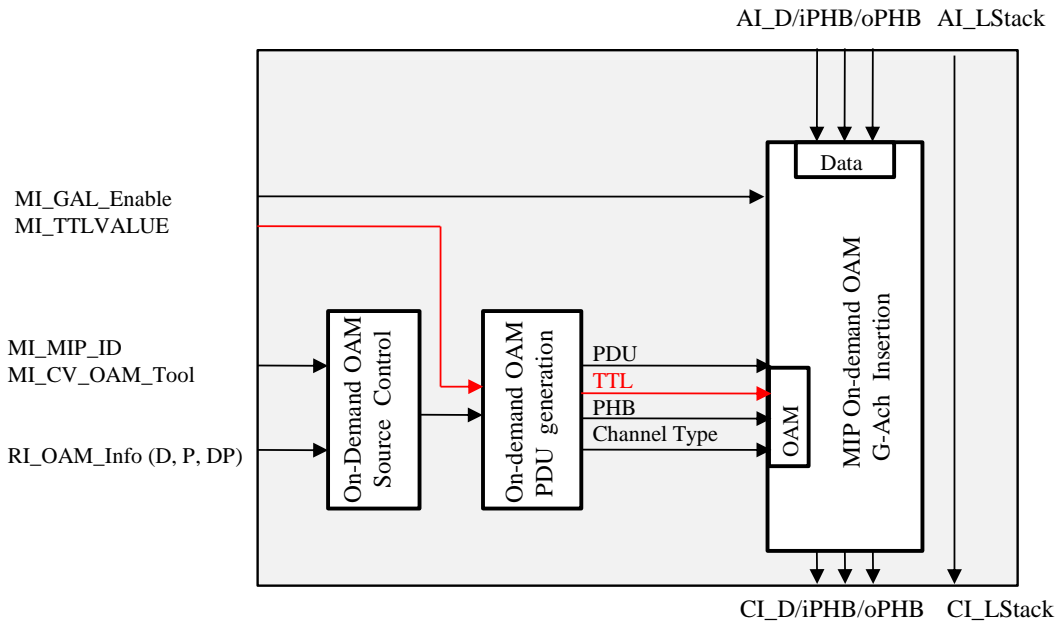 AI_D/iPHB/oPHB AI_LStack
Data
MI_GAL_Enable
MI_TTLVALUE
MIP On-demand OAM
G-Ach Insertion
MI_MIP_ID
MI_CV_OAM_Tool
RI_OAM_Info (D, P, DP)
On-Demand OAM
Source Control
On-demand OAM
PDU generation
PDU
TTL
PHB
Channel Type
OAM
CI_D/iPHB/oPHB CI_LStack